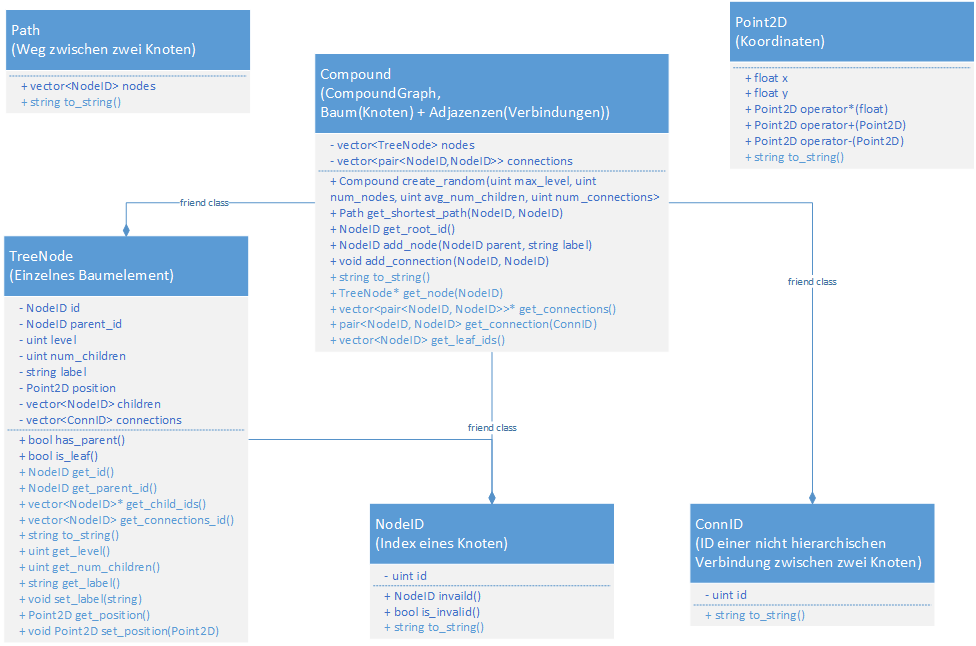 Path
(Weg zwischen zwei Knoten)
+ vector<NodeID> nodes
+ string to_string()
Compound
(CompoundGraph,
Baum(Knoten) + Adjazenzen(Verbindungen))
- vector<TreeNode> nodes
- vector<pair<NodeID,NodeID>> connections
+ Compound create_random(uint max_level, uint
num_nodes, uint avg_num_children, uint num_connections>
+ Path get_shortest_path(NodeID, NodeID)
+ NodeID get_root_id()
+ NodeID add_node(NodeID parent, string label)
+ void add_connection(NodeID, NodeID)
+ string to_string()
+ TreeNode* get_node(NodeID)
+ vector<pair<NodeID, NodeID>>* get_connections()
+ pair<NodeID, NodeID> get_connection(ConnID)
+ vector<NodeID> get_leaf_ids()
Point2D
(Koordinaten)
+ float x
+ float y
+ Point2D operator*(float)
+ Point2D operator+(Point2D)
+ Point2D operator-(Point2D)
+ string to_string()
friend class
friend class
friend class
TreeNode
(Einzelnes Baumelement)
- NodeID id
- NodeID parent_id
- uint level
- uint num_children
- string label
- Point2D position
- vector<NodeID> children
- vector<ConnID> connections
+ bool has_parent()
+ bool is_leaf()
+ NodeID get_id()
+ NodeID get_parent_id()
+ vector<NodeID>* get_child_ids()
+ vector<NodeID> get_connections_id()
+ string to_string()
+ uint get_level()
+ uint get_num_children()
+ string get_label()
+ void set_label(string)
+ Point2D get_position()
+ void Point2D set_position(Point2D)
NodeID
(Index eines Knoten)
- uint id
+ NodeID invaild()
+ bool is_invalid()
+ string to_string()
ConnID
(ID einer nicht hierarchischen
Verbindung zwischen zwei Knoten)
- uint id
+ string to_string()